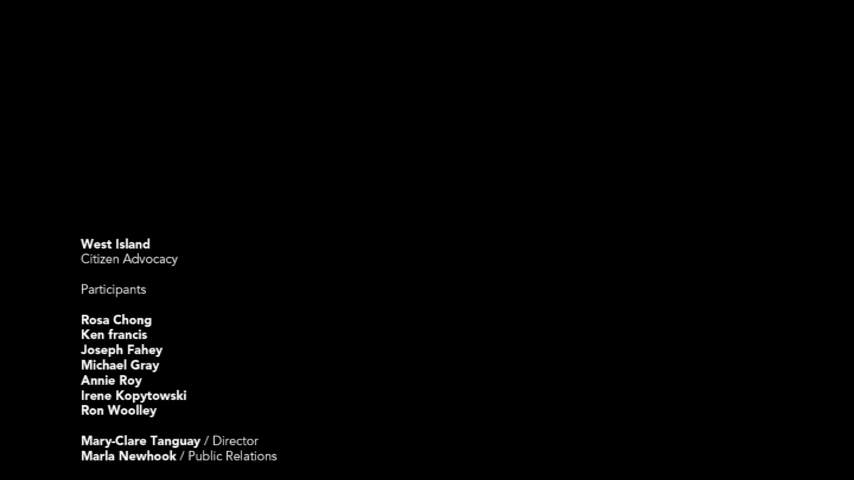 West Island
Citizen Advocacy
Participants
Rosa Chong
Ken francis
Joseph Fahey
Michael Gray
Annie Roy
Irene Kopytowski
Ron Woolley
Mary-Clare Tanguay / Director
Marla Newhook / Public Relations